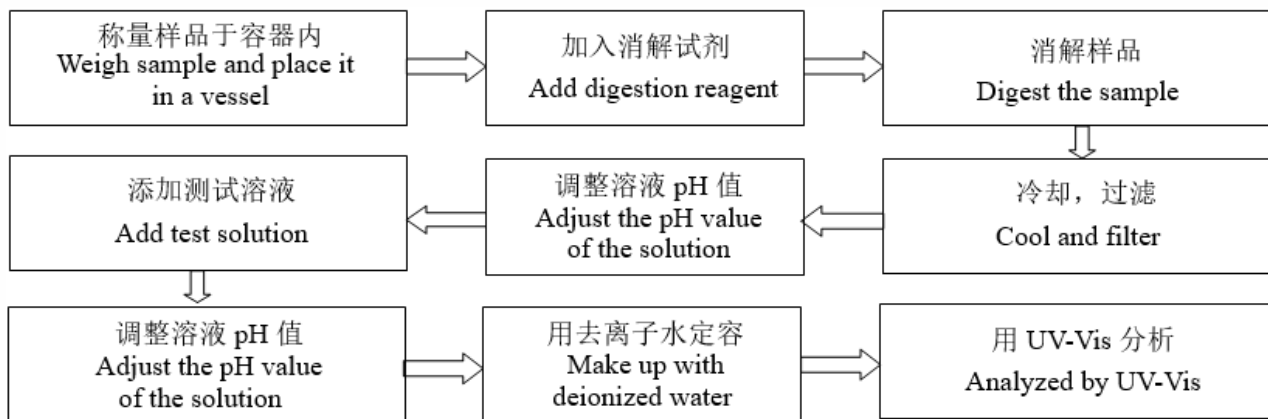 称量样品于容器内
Weigh sample and place it
in a vessel
加入消解试剂
Add digestion reagent
消解样品
Digest the sample
冷却，过滤
Cool and filter
调整溶液 pH 值
Adjust the pH value
of the solution
添加测试溶液
Add test solution
调整溶液 pH 值
Adjust the pH value
of the solution
用去离子水定容
Make up with
deionized water
用 UV-Vis 分析
Analyzed by UV-Vis